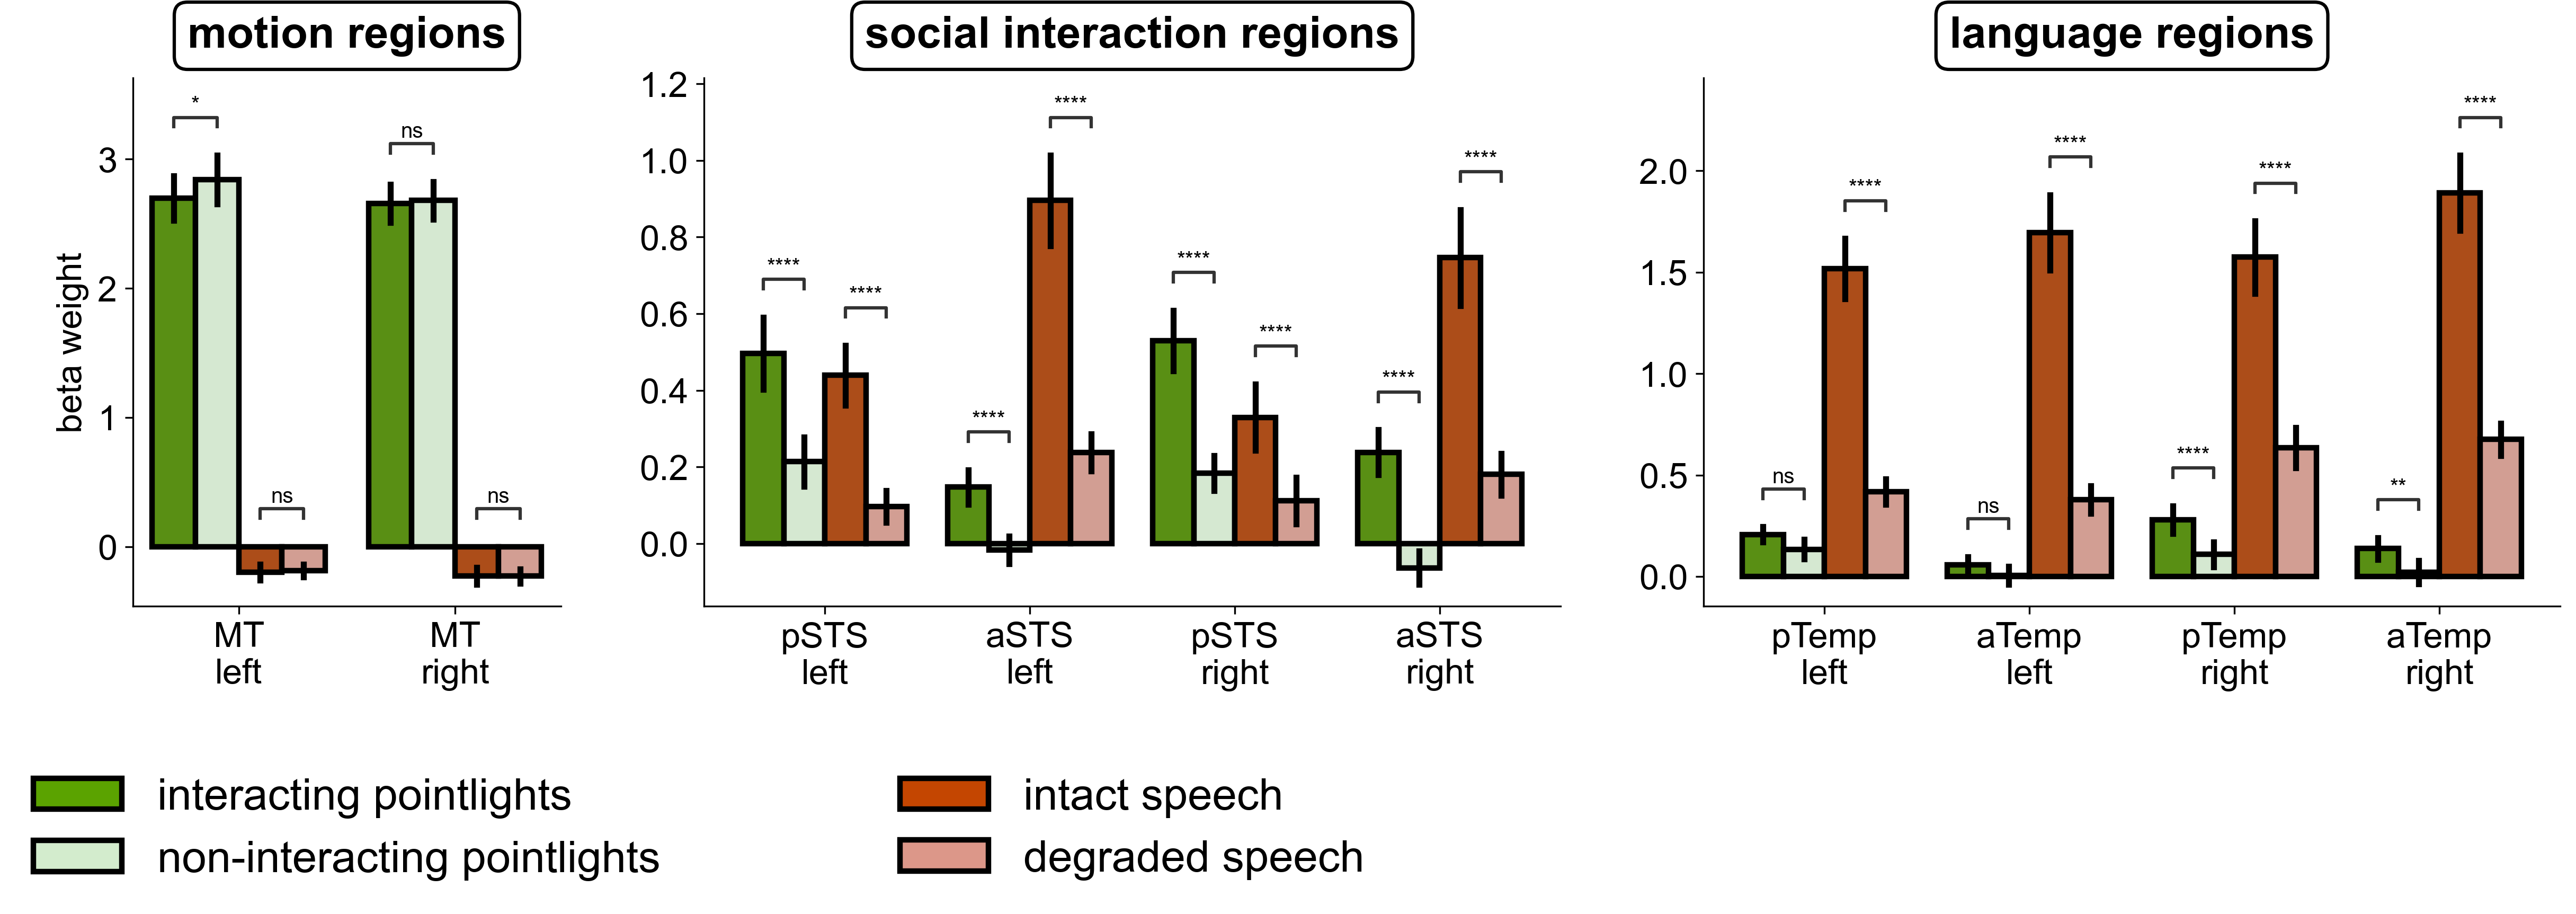 motion regions
social interaction regions
language regions
beta weight
3
2
1
0
*
ns
ns
ns
MT
left
MT
right
1.2
1.0
0.8
0.6
0.4
0.2
0.0
****
****
****
****
****
****
****
****
pSTS
left
aSTS
left
pSTS
right
aSTS
right
2.0
1.5
1.0
0.5
0.0
ns
****
ns
****
****
****
**
****
pTemp
left
aTemp
left
pTemp
right
aTemp
right
interacting pointlights
non-interacting pointlights
intact speech
degraded speech